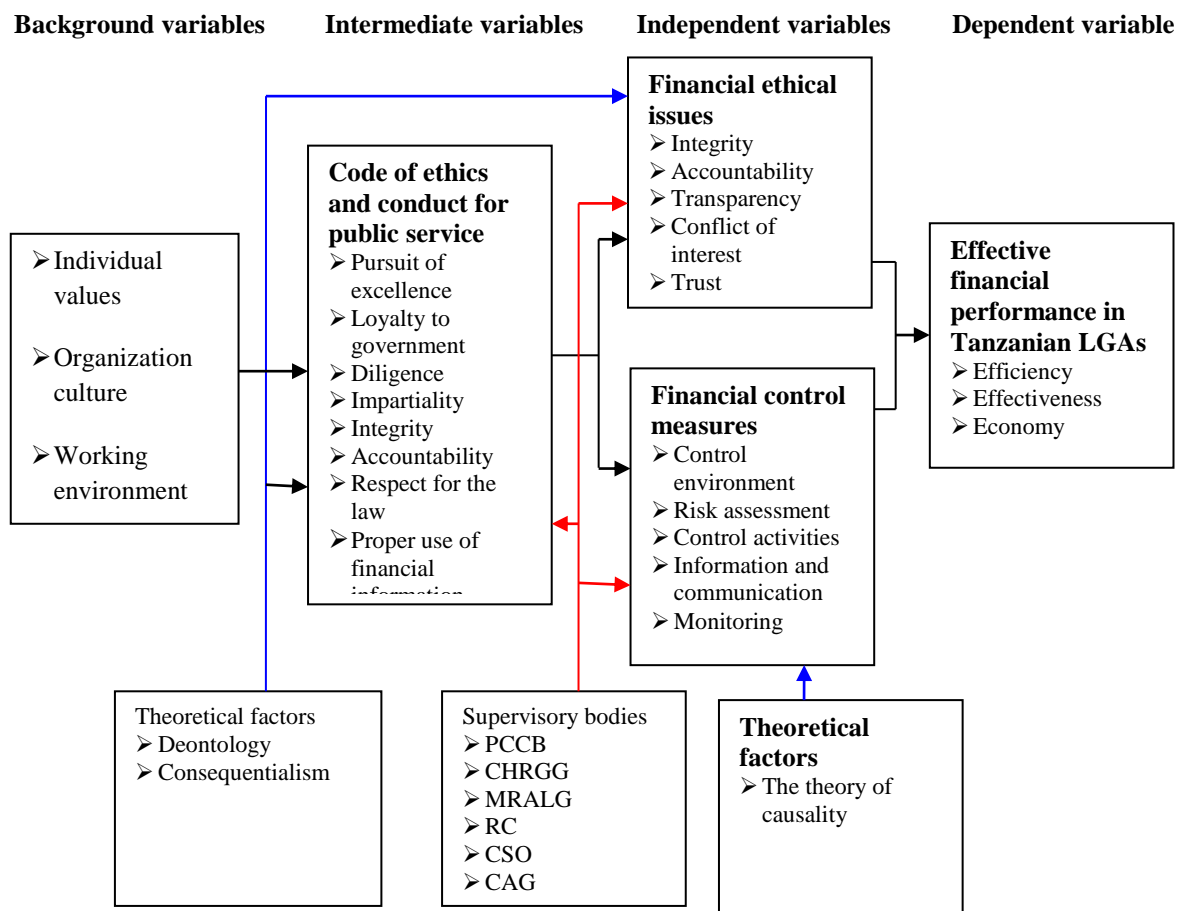 Background variables Intermediate variables Independent variables Dependent variable
➢ Individual
values
➢ Organization
culture
➢ Working
environment
Code of ethics
and conduct for
public service
➢ Pursuit of
excellence
➢ Loyalty to
government
➢ Diligence
➢ Impartiality
➢ Integrity
➢ Accountability
➢ Respect for the
law
➢ Proper use of
financial
information
Financial ethical
issues
➢ Integrity
➢ Accountability
➢ Transparency
➢ Conflict of
interest
➢ Trust
Financial control
measures
➢ Control
environment
➢ Risk assessment
➢ Control activities
➢ Information and
communication
➢ Monitoring
Effective
financial
performance in
Tanzanian LGAs
➢ Efficiency
➢ Effectiveness
➢ Economy
Theoretical factors
➢ Deontology
➢ Consequentialism
Supervisory bodies
➢ PCCB
➢ CHRGG
➢ MRALG
➢ RC
➢ CSO
➢ CAG
Theoretical
factors
➢ The theory of
causality